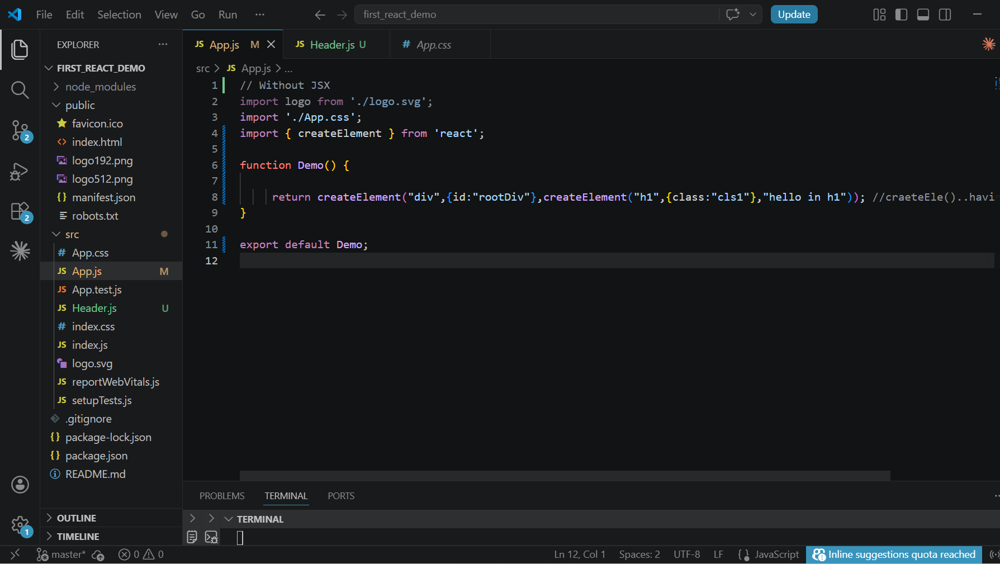 File Edit Selection View Go Run ... first_react_demo Update
EXPLORER ...
FIRST_REACT_DEMO
node_modules
public
favicon.ico
index.html
logo192.png
logo512.png
manifest.json
robots.txt
src
App.css
App.js M
App.test.js
Header.js U
index.css
index.js
logo.svg
reportWebVitals.js
setupTests.js
.gitignore
package-lock.json
package.json
README.md
OUTLINE
TIMELINE
2
2
1
JS App.js M JS Header.js U # App.css
src > JS App.js > ...
1 // Without JSX
2 import logo from './logo.svg';
3 import './App.css';
4 import { createElement } from 'react';
5
6 function Demo() {
7
8 return createElement("div",{id:"rootDiv"},createElement("h1",{class:"cls1"},"hello in h1")); //craeteEle()..havi
9 }
10
11 export default Demo;
12
PROBLEMS TERMINAL PORTS
TERMINAL
master* 0 0 Ln 12, Col 1 Spaces: 2 UTF-8 LF {} JavaScript Inline suggestions quota reached